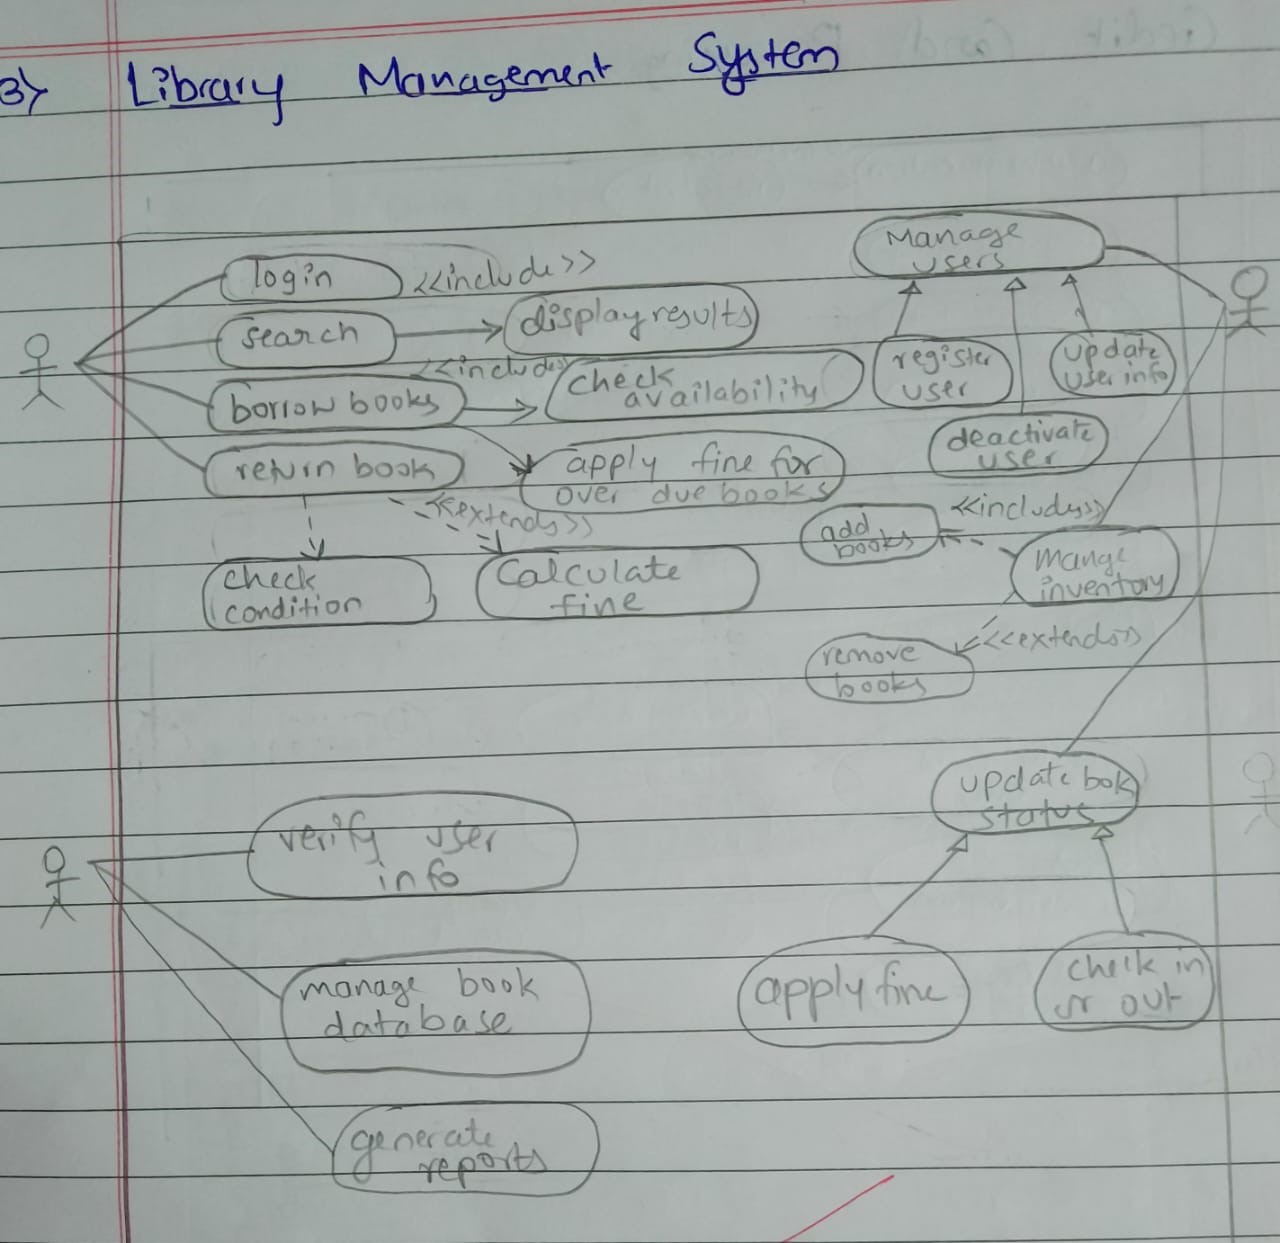 3) Library Management System
login
<<include>>
search
display results
<<includes
borrow books
check
availability
return book
apply fine for
over due books
<<extends>>
check
condition
Calculate
fine
Manage
users
register
user
update
user info
deactivate
user
<<includes>>
add
books
Mange
inventory
<<extends>>
remove
books
update bok
status
apply fine
check in
or out
verify user
info
manage book
database
generate
reports